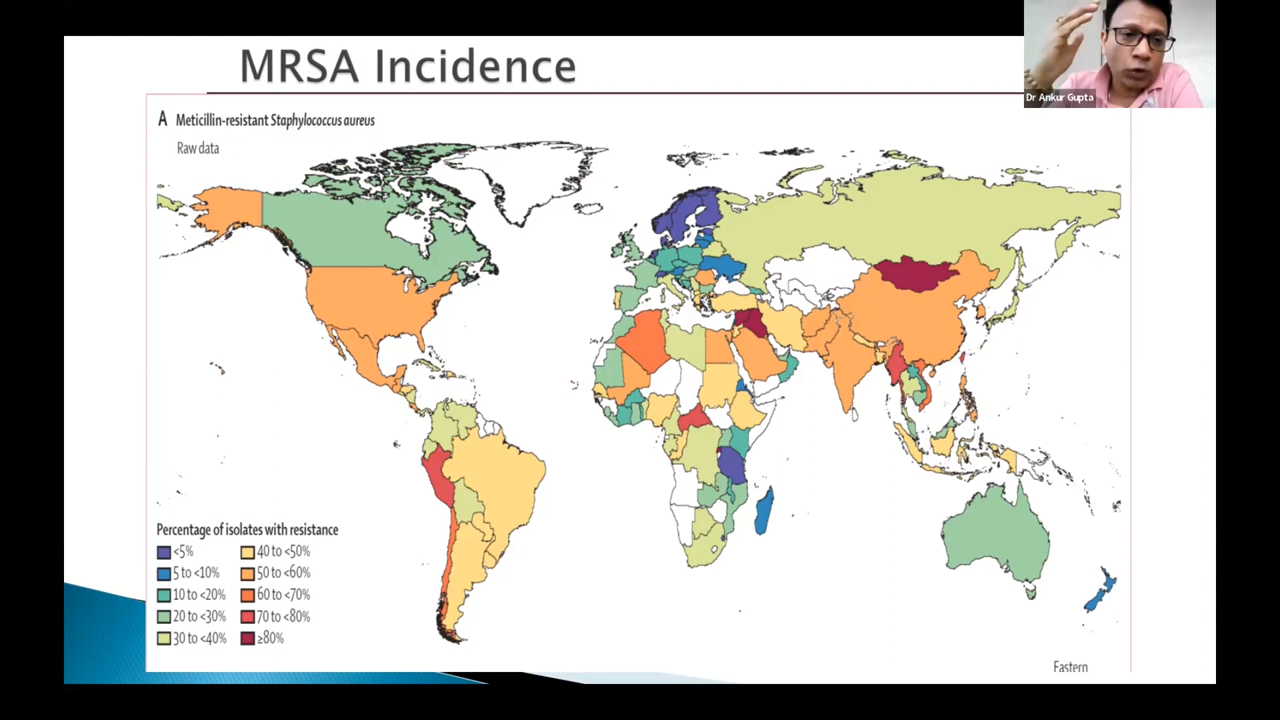 MRSA Incidence
Dr Ankur Gupta
A Meticillin-resistant Staphylococcus aureus
Raw data
Percentage of isolates with resistance
<5%
5 to <10%
10 to <20%
20 to <30%
30 to <40%
40 to <50%
50 to <60%
60 to <70%
70 to <80%
≥80%
Eastern